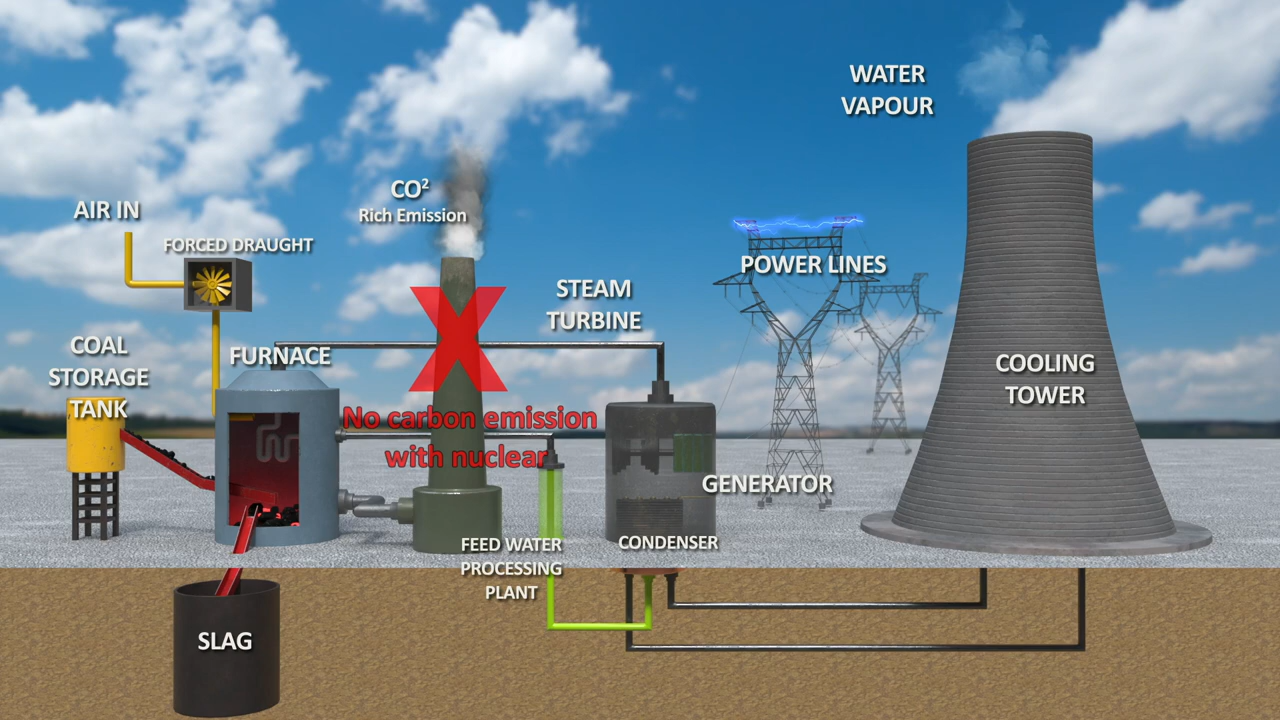 WATER
VAPOUR
CO²
Rich Emission
AIR IN
FORCED DRAUGHT
POWER LINES
STEAM
TURBINE
COAL
STORAGE
TANK
FURNACE
COOLING
TOWER
No carbon emission
with nuclear
GENERATOR
FEED WATER
PROCESSING
PLANT
CONDENSER
SLAG